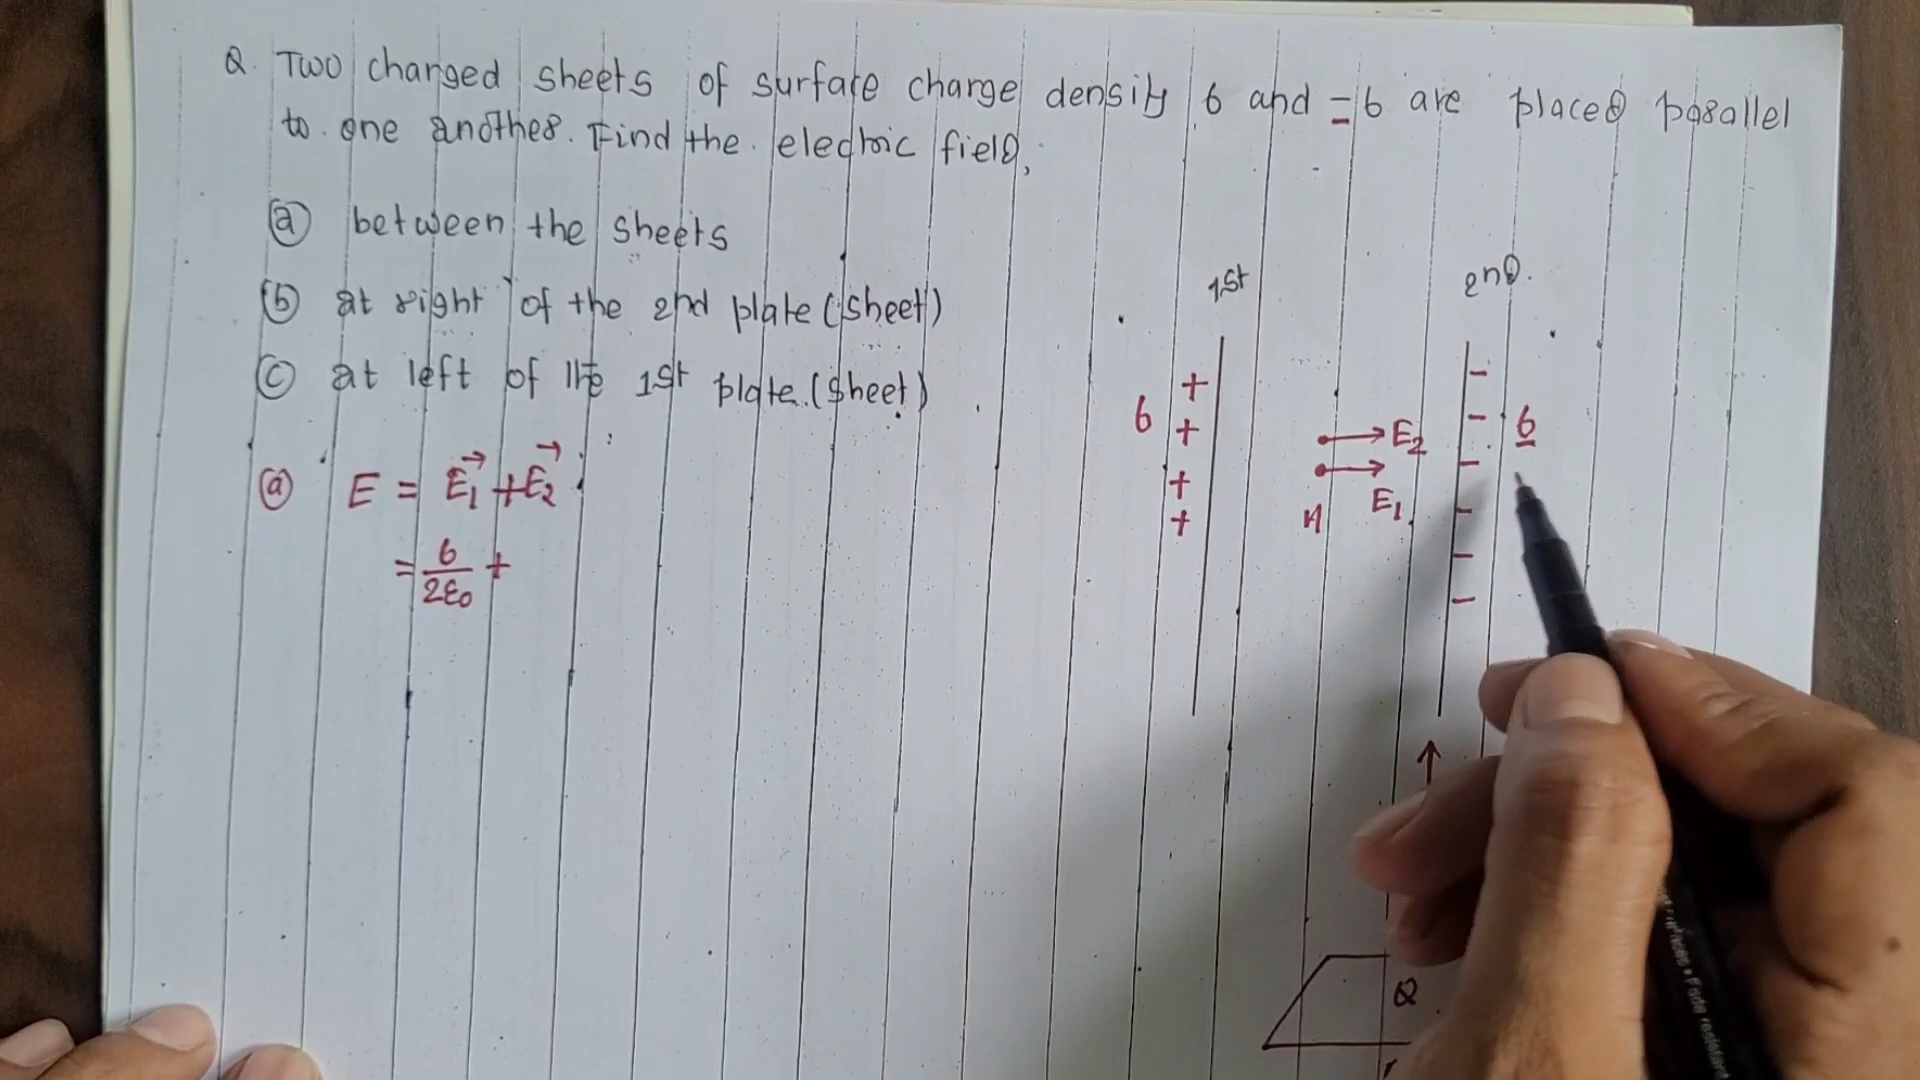 Q. Two charged sheets of surface charge density 6 and -6 are placed parallel
to one another. Find the electric field,
(a) between the sheets
(b) at right of the 2nd plate (sheet)
(c) at left of the 1st plate. (sheet)
1st
2nd.
6 + + + +
E2
E1
6
(a) E = E1 + E2
= 6/2ε0 +
Q